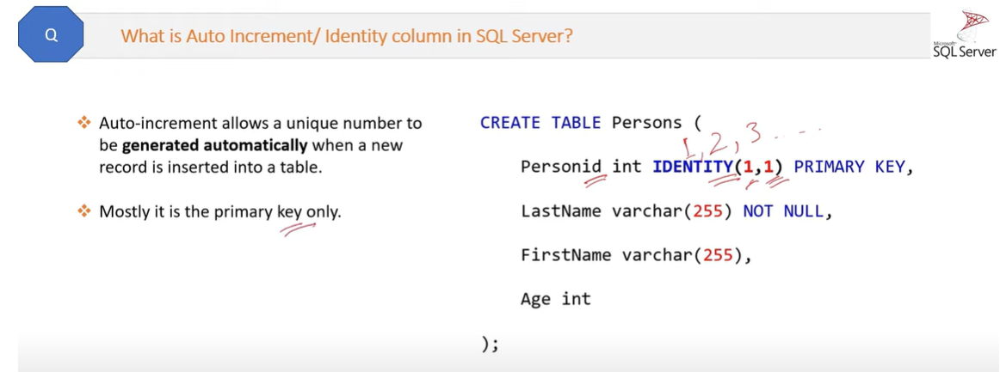 Q
What is Auto Increment/ Identity column in SQL Server?
Microsoft
SQL Server
Auto-increment allows a unique number to
be generated automatically when a new
record is inserted into a table.
Mostly it is the primary key only.
CREATE TABLE Persons (
1, 2, 3 . . - .
Personid int IDENTITY(1,1) PRIMARY KEY,
LastName varchar(255) NOT NULL,
FirstName varchar(255),
Age int
);